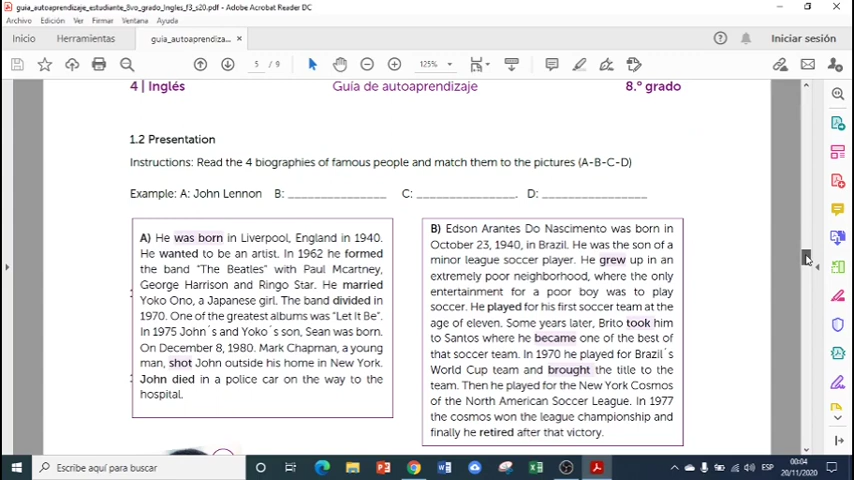 guia_autoaprendizaje_estudiante_8vo_grado_Ingles_f3_s20.pdf - Adobe Acrobat Reader DC
Archivo Edición Ver Firmar Ventana Ayuda
Inicio Herramientas guia_autoaprendiza... × Iniciar sesión
5 / 9 125%
4 | Inglés Guía de autoaprendizaje 8.º grado
1.2 Presentation
Instructions: Read the 4 biographies of famous people and match them to the pictures (A-B-C-D)
Example: A: John Lennon B: _______________ C: _______________. D: ________________
A) He was born in Liverpool, England in 1940.
He wanted to be an artist. In 1962 he formed
the band "The Beatles" with Paul Mcartney,
George Harrison and Ringo Star. He married
Yoko Ono, a Japanese girl. The band divided in
1970. One of the greatest albums was "Let It Be".
In 1975 John´s and Yoko´s son, Sean was born.
On December 8, 1980. Mark Chapman, a young
man, shot John outside his home in New York.
John died in a police car on the way to the
hospital.
B) Edson Arantes Do Nascimento was born in
October 23, 1940, in Brazil. He was the son of a
minor league soccer player. He grew up in an
extremely poor neighborhood, where the only
entertainment for a poor boy was to play
soccer. He played for his first soccer team at the
age of eleven. Some years later, Brito took him
to Santos where he became one of the best of
that soccer team. In 1970 he played for Brazil´s
World Cup team and brought the title to the
team. Then he played for the New York Cosmos
of the North American Soccer League. In 1977
the cosmos won the league championship and
finally he retired after that victory.
Escribe aquí para buscar
ESP 00:04
20/11/2020